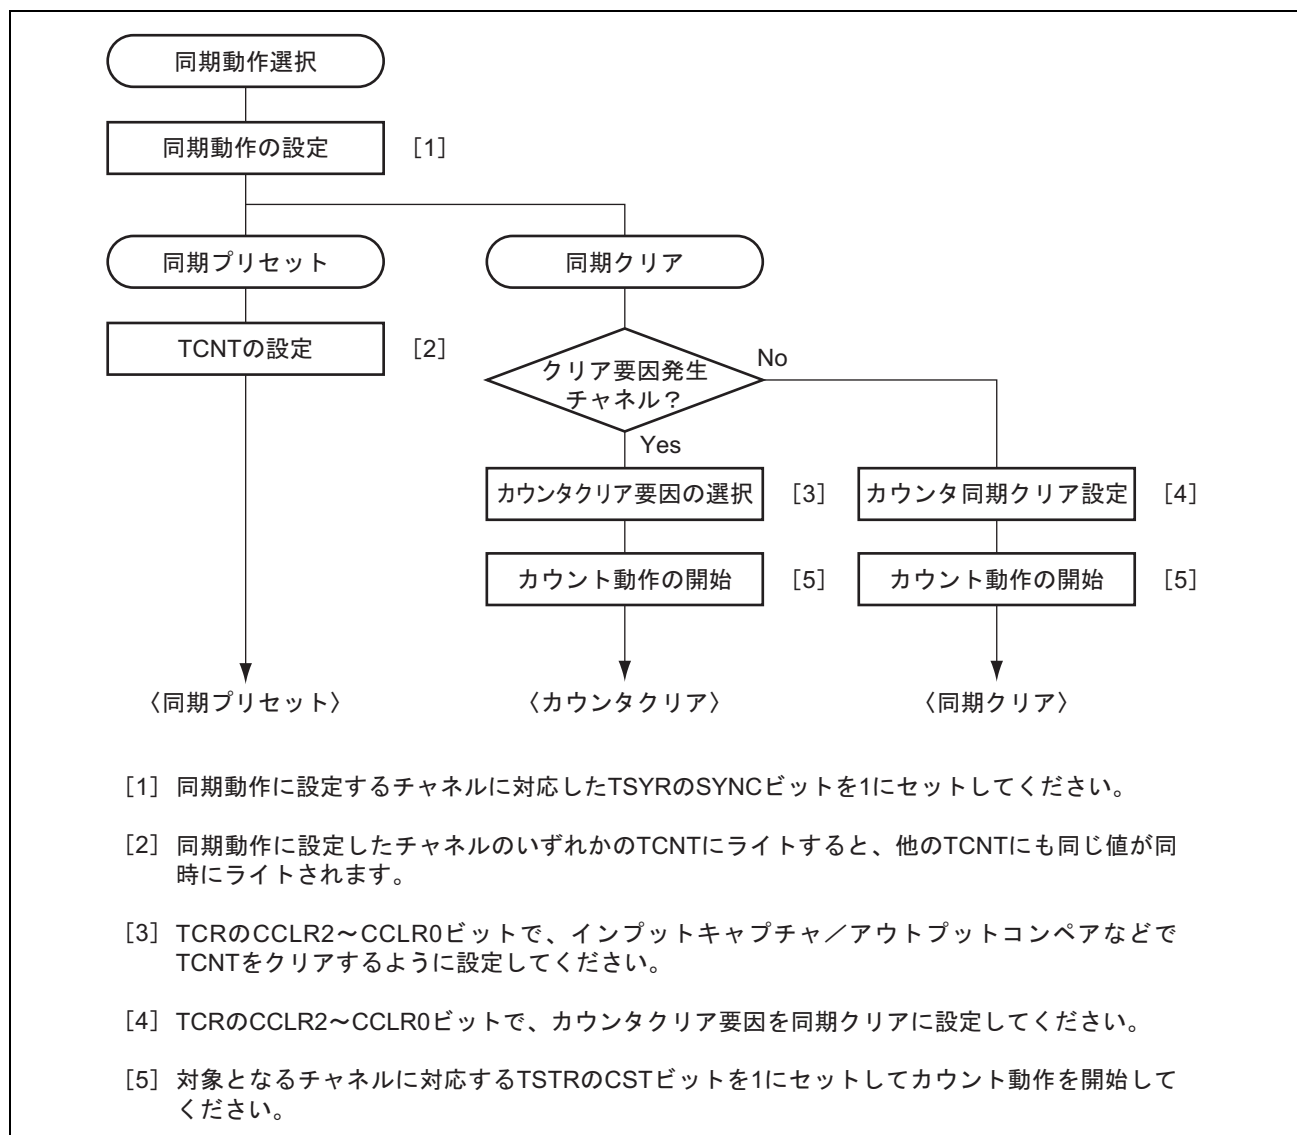 同期動作選択
同期動作の設定 [1]
同期プリセット
同期クリア
TCNTの設定 [2]
クリア要因発生
チャネル？
No
Yes
カウンタクリア要因の選択 [3]
カウンタ同期クリア設定 [4]
カウント動作の開始 [5]
カウント動作の開始 [5]
〈同期プリセット〉
〈カウンタクリア〉
〈同期クリア〉
[1] 同期動作に設定するチャネルに対応したTSYRのSYNCビットを1にセットしてください。
[2] 同期動作に設定したチャネルのいずれかのTCNTにライトすると、他のTCNTにも同じ値が同
時にライトされます。
[3] TCRのCCLR2～CCLR0ビットで、インプットキャプチャ／アウトプットコンペアなどで
TCNTをクリアするように設定してください。
[4] TCRのCCLR2～CCLR0ビットで、カウンタクリア要因を同期クリアに設定してください。
[5] 対象となるチャネルに対応するTSTRのCSTビットを1にセットしてカウント動作を開始して
ください。